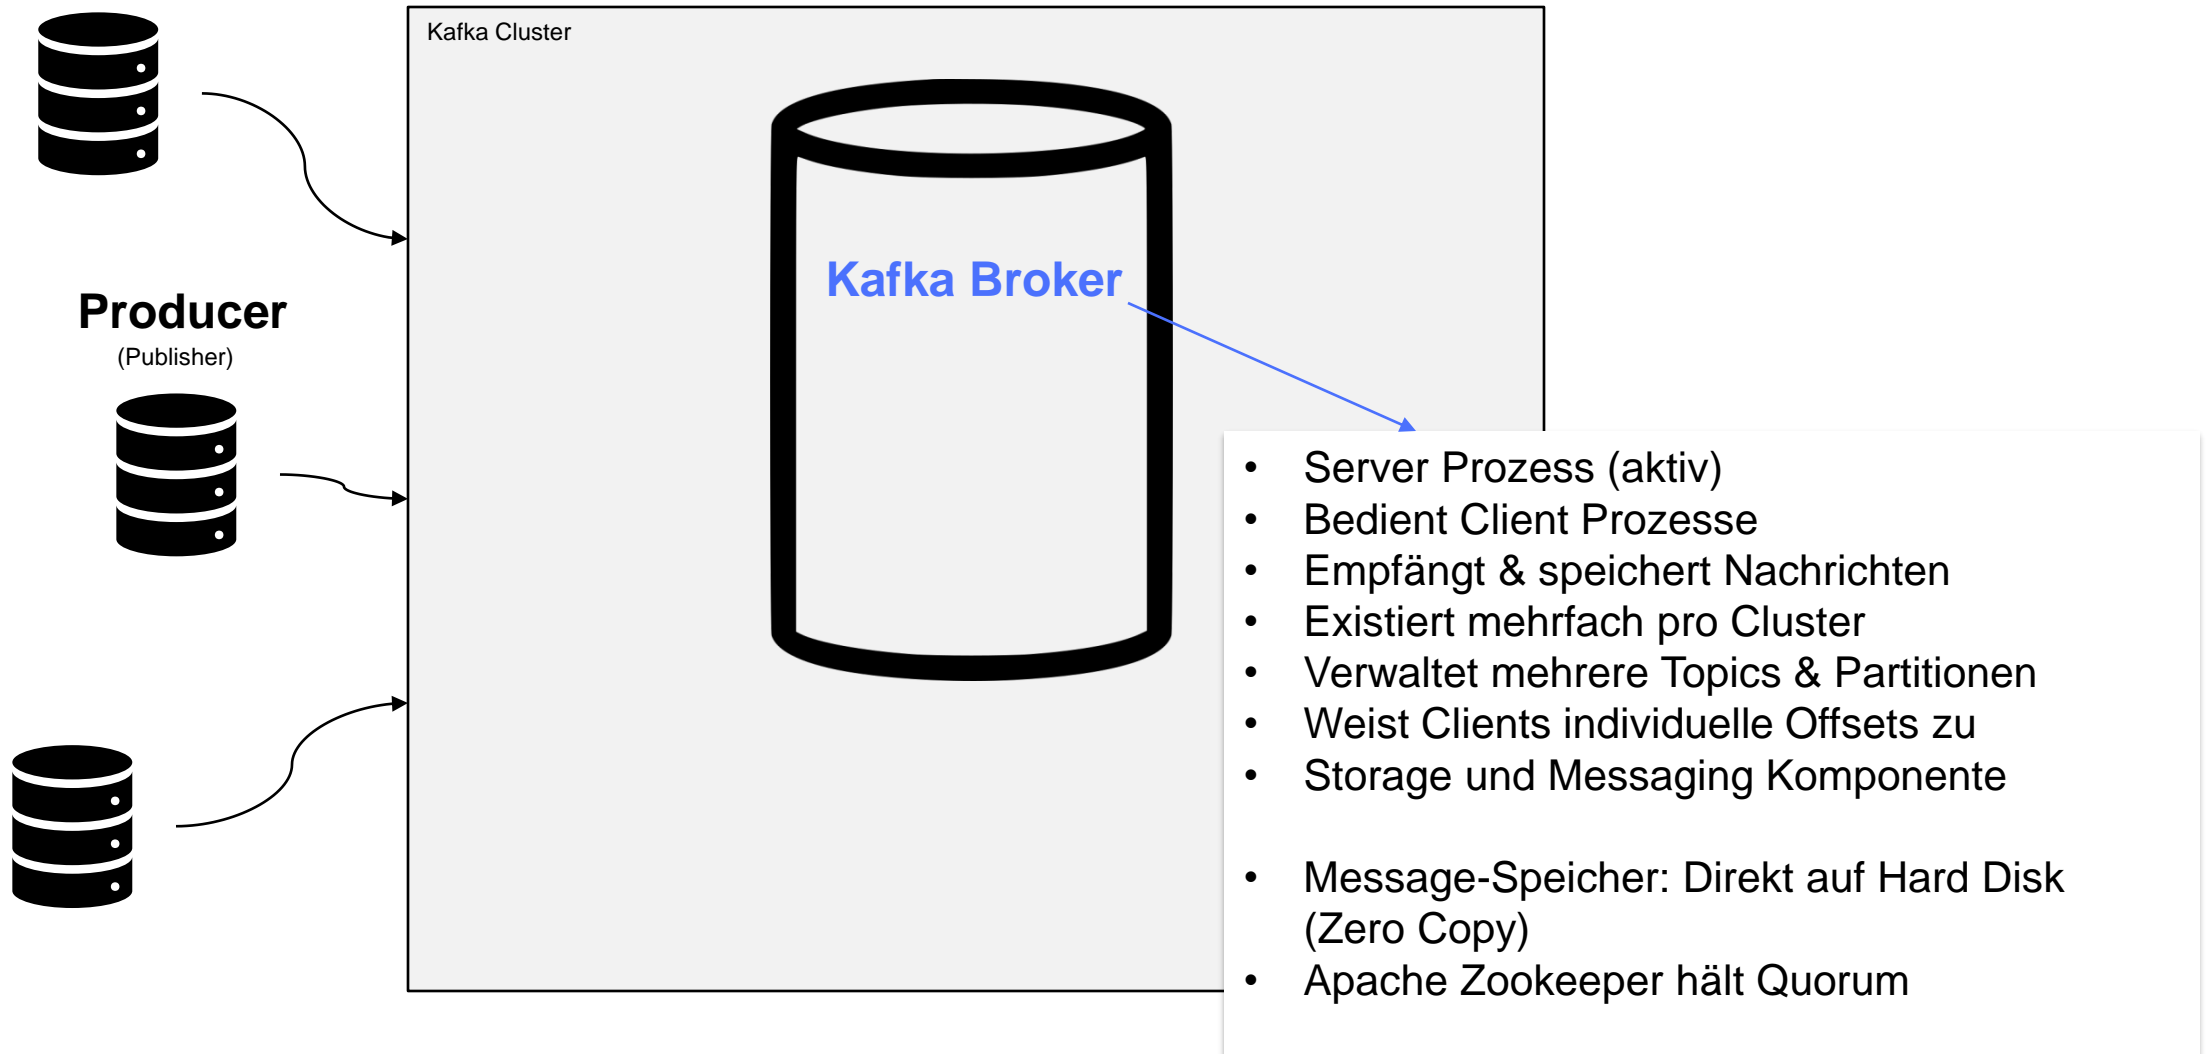 Kafka Cluster
Kafka Broker
Producer
(Publisher)
• Server Prozess (aktiv)
• Bedient Client Prozesse
• Empfängt & speichert Nachrichten
• Existiert mehrfach pro Cluster
• Verwaltet mehrere Topics & Partitionen
• Weist Clients individuelle Offsets zu
• Storage und Messaging Komponente
• Message-Speicher: Direkt auf Hard Disk
(Zero Copy)
• Apache Zookeeper hält Quorum